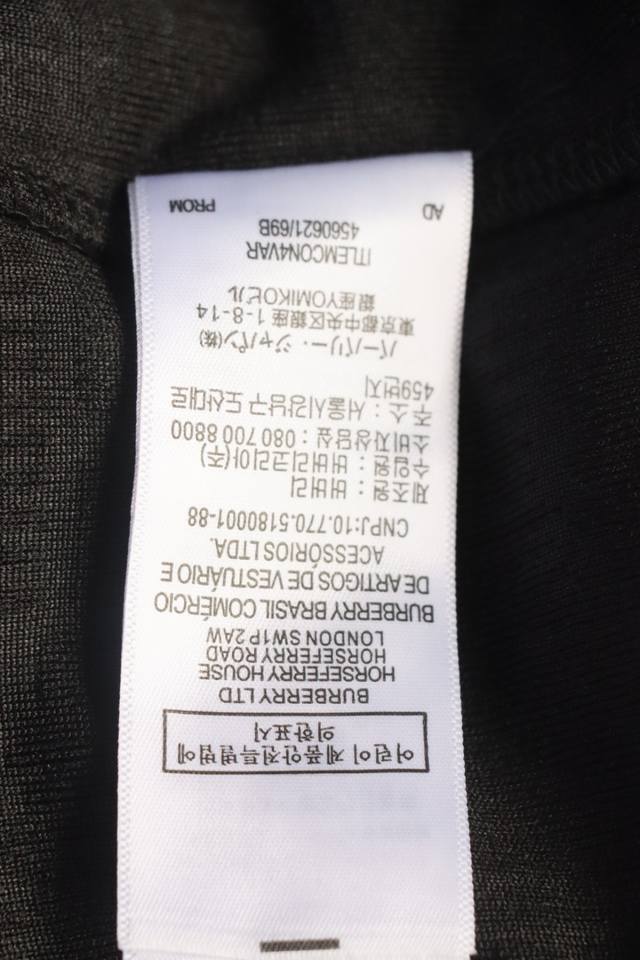 어린이 제품안전특별법에
의한표시
BURBERRY LTD
HORSEFERRY HOUSE
HORSEFERRY ROAD
LONDON SW1P 2AW
BURBERRY BRASIL COMÉRCIO
DE ARTIGOS DE VESTUÁRIO E
ACESSÓRIOS LTDA.
CNPJ:10.770.5180001-88
제조원 : 버버리
수입원 : 버버리코리아(주)
소비자상담실 : 080 700 8800
주소 : 서울시강남구 도산대로
459번지
バーバリー・ジャパン(株)
東京都中央区銀座 1-8-14
銀座YOMIKOビル
ITLEMCON4VAR
4560621/69B
AD PROM